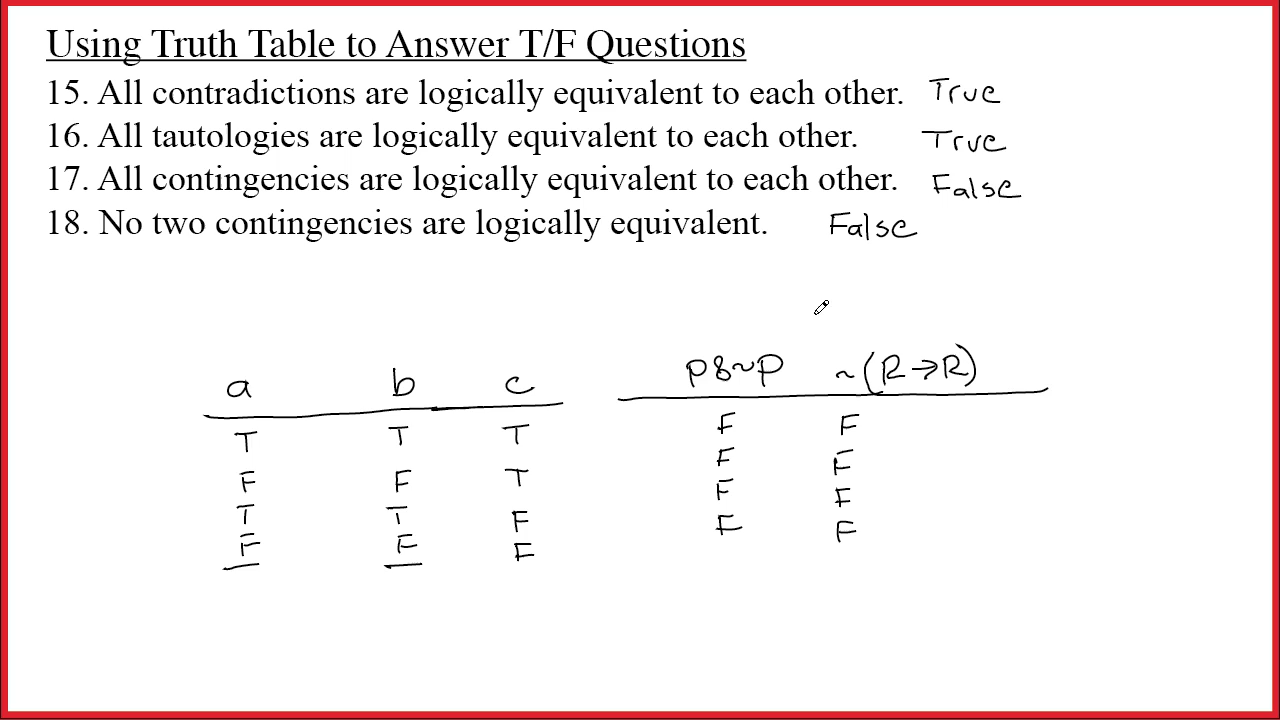 Using Truth Table to Answer T/F Questions
15. All contradictions are logically equivalent to each other. True
16. All tautologies are logically equivalent to each other. True
17. All contingencies are logically equivalent to each other. False
18. No two contingencies are logically equivalent. False
a b c P&~P ~(R→R)
T T T F F
F F T F F
T T F F F
F F F F F